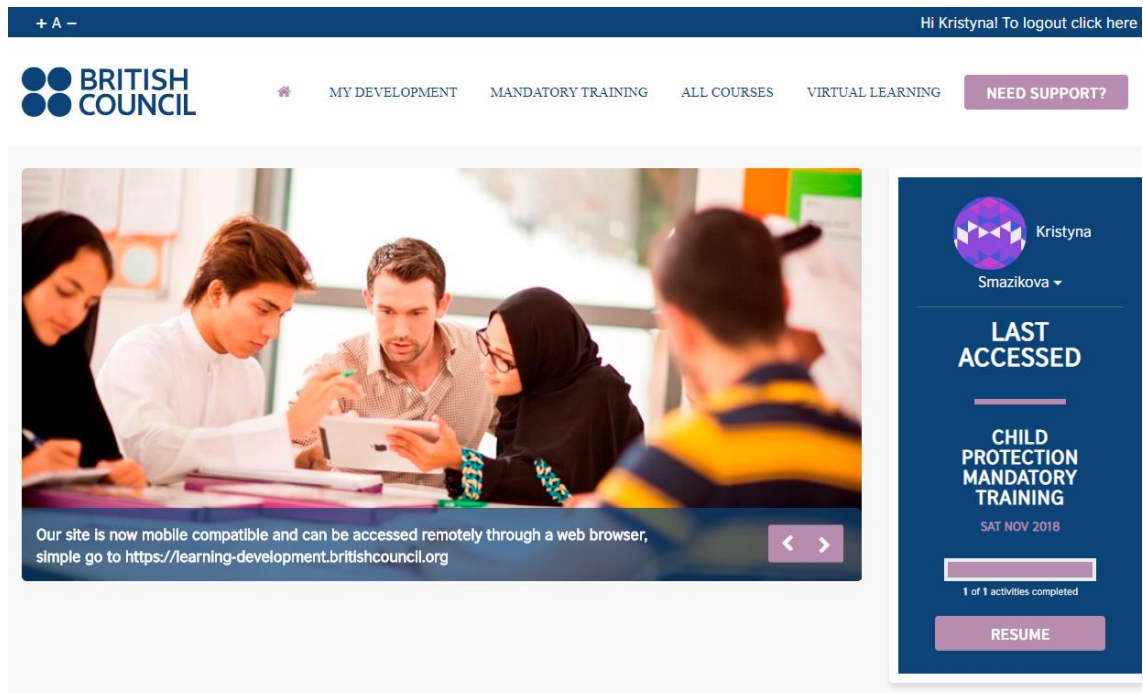 + A –
Hi Kristyna! To logout click here
BRITISH
COUNCIL
MY DEVELOPMENT
MANDATORY TRAINING
ALL COURSES
VIRTUAL LEARNING
NEED SUPPORT?
Our site is now mobile compatible and can be accessed remotely through a web browser,
simple go to https://learning-development.britishcouncil.org
Kristyna
Smazikova
LAST
ACCESSED
CHILD
PROTECTION
MANDATORY
TRAINING
SAT NOV 2018
1 of 1 activities completed
RESUME